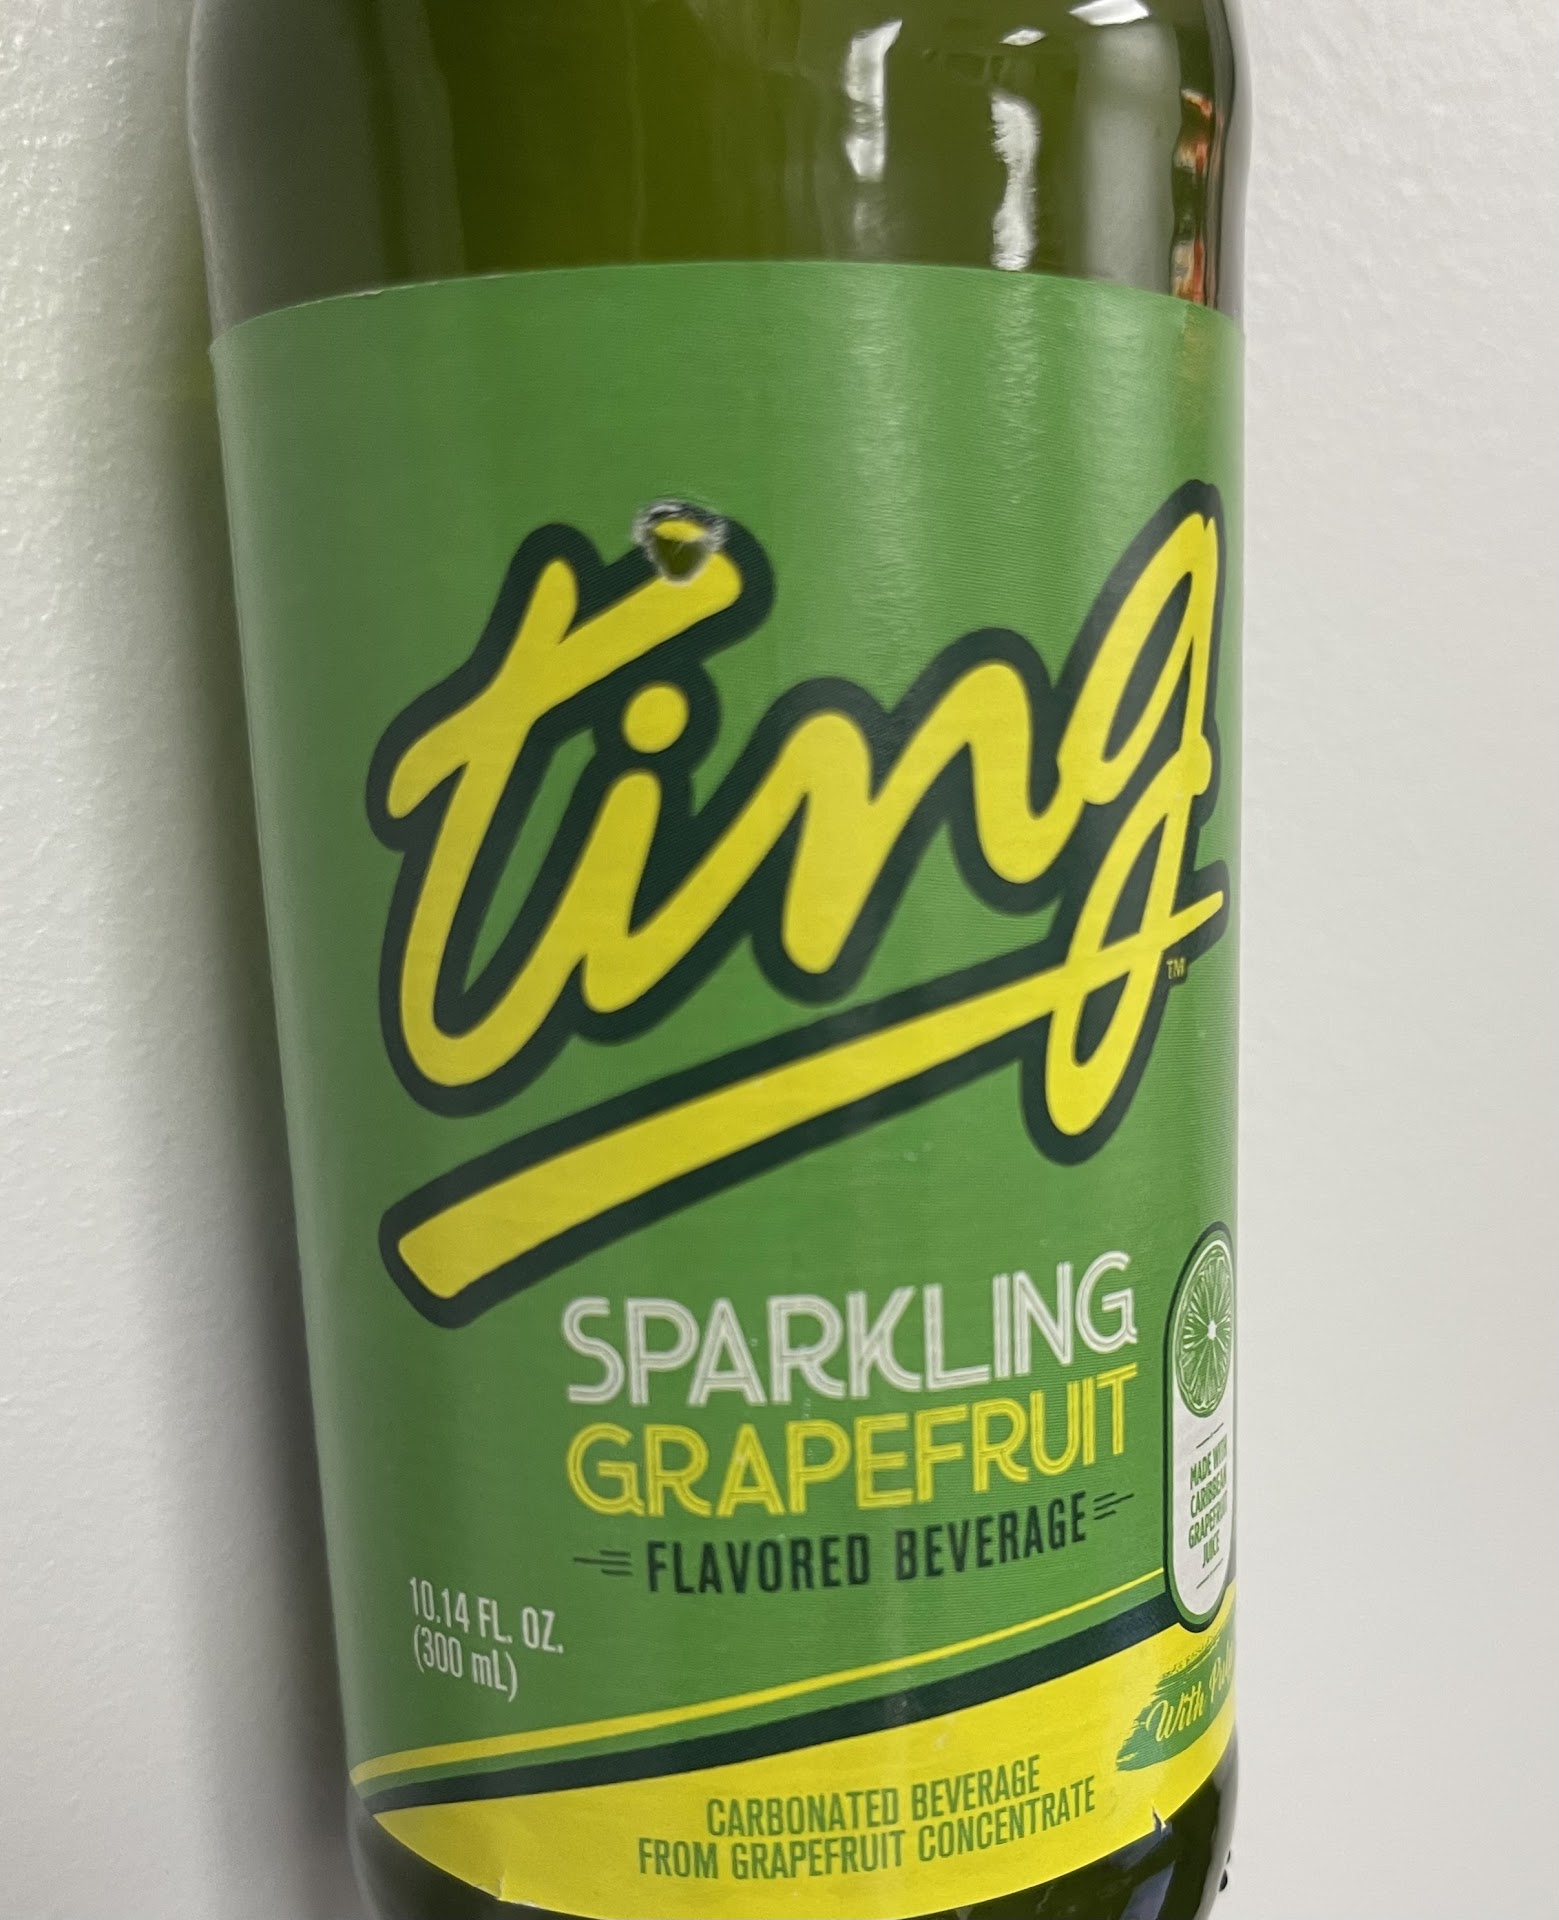 ting
TM
SPARKLING
GRAPEFRUIT
FLAVORED BEVERAGE
MADE WITH
CARIBBEAN
GRAPEFRUIT
JUICE
10.14 FL. OZ.
(300 mL)
With
CARBONATED BEVERAGE
FROM GRAPEFRUIT CONCENTRATE